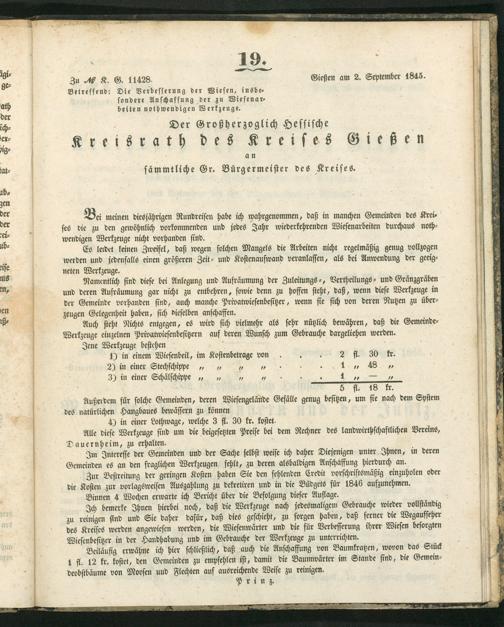 19.
Zu № K. G. 11428. Gießen am 2. September 1845.
Betreffend: Die Verbesserung der Wiesen, insbe-
sondere Anschaffung der zu Wiesenar-
beiten nothwendigen Werkzeuge.
Der Großherzoglich Hessische
Kreisrath des Kreises Gießen
an
sämmtliche Gr. Bürgermeister des Kreises.
Bei meinen diesjährigen Rundreisen habe ich wahrgenommen, daß in manchen Gemeinden des Krei-
ses die zu den gewöhnlich vorkommenden und jedes Jahr wiederkehrenden Wiesenarbeiten durchaus noth-
wendigen Werkzeuge nicht vorhanden sind.
Es leidet keinen Zweifel, daß wegen solchen Mangels die Arbeiten nicht regelmäßig genug vollzogen
werden und jedenfalls einen größeren Zeit- und Kostenaufwand veranlassen, als bei Anwendung der geeig-
neten Werkzeuge.
Namentlich sind diese bei Anlegung und Aufräumung der Zuleitungs-, Vertheilungs- und Gränzgräben
und deren Aufräumung gar nicht zu entbehren, sowie denn zu hoffen steht, daß, wenn diese Werkzeuge in
der Gemeinde vorhanden sind, auch manche Privatwiesenbesitzer, wenn sie sich von deren Nutzen zu über-
zeugen Gelegenheit haben, sich dieselben anschaffen.
Auch steht Nichts entgegen, es wird sich vielmehr als sehr nützlich bewähren, daß die Gemeinde-
Werkzeuge einzelnen Privatwiesenbesitzern auf deren Wunsch zum Gebrauche dargeliehen werden.
Jene Werkzeuge bestehen
1) in einem Wiesenbeil, im Kostenbetrage von . . . . 2 fl. 30 kr.
2) in einer Stechschippe „ „ „ . . . . 1 „ 48 „
3) in einer Schälschippe „ „ „ . . . . 1 „ — „
5 fl. 18 kr.
Außerdem für solche Gemeinden, deren Wiesengelände Gefälle genug besitzen, um sie nach dem System
des natürlichen Hangbaues bewässern zu können
4) in einer Bohwage, welche 3 fl. 30 kr. kostet.
Alle diese Werkzeuge sind um die beigesetzten Preise bei dem Rechner des landwirthschaftlichen Vereins,
Dauernheim, zu erhalten.
Im Interesse der Gemeinden und der Sache selbst weise ich daher Diejenigen unter Ihnen, in deren
Gemeinden es an den fraglichen Werkzeugen fehlt, zu deren alsbaldigen Anschaffung hierdurch an.
Zur Bestreitung der geringen Kosten haben Sie den fehlenden Credit vorschriftsmäßig einzuholen oder
die Kosten zur vorlagsweisen Auszahlung zu dekretiren und in die Büdgets für 1846 aufzunehmen.
Binnen 4 Wochen erwarte ich Bericht über die Befolgung dieser Auflage.
Ich bemerke Ihnen hierbei noch, daß die Werkzeuge nach jedesmaligem Gebrauche wieder vollständig
zu reinigen sind und Sie daher dafür, daß dies geschieht, zu sorgen haben, daß ferner die Wegaufseher
des Kreises werden angewiesen werden, die Wiesenwärter und die für Verbesserung ihrer Wiesen besorgten
Wiesenbesitzer in der Handhabung und im Gebrauche der Werkzeuge zu unterrichten.
Beiläufig erwähne ich hier schließlich, daß auch die Anschaffung von Baumkratzen, wovon das Stück
1 fl. 12 kr. kostet, den Gemeinden zu empfehlen ist, damit die Baumwärter im Stande sind, die Gemein-
deobstbäume von Moosen und Flechten auf ausreichende Weise zu reinigen.
Prinz.